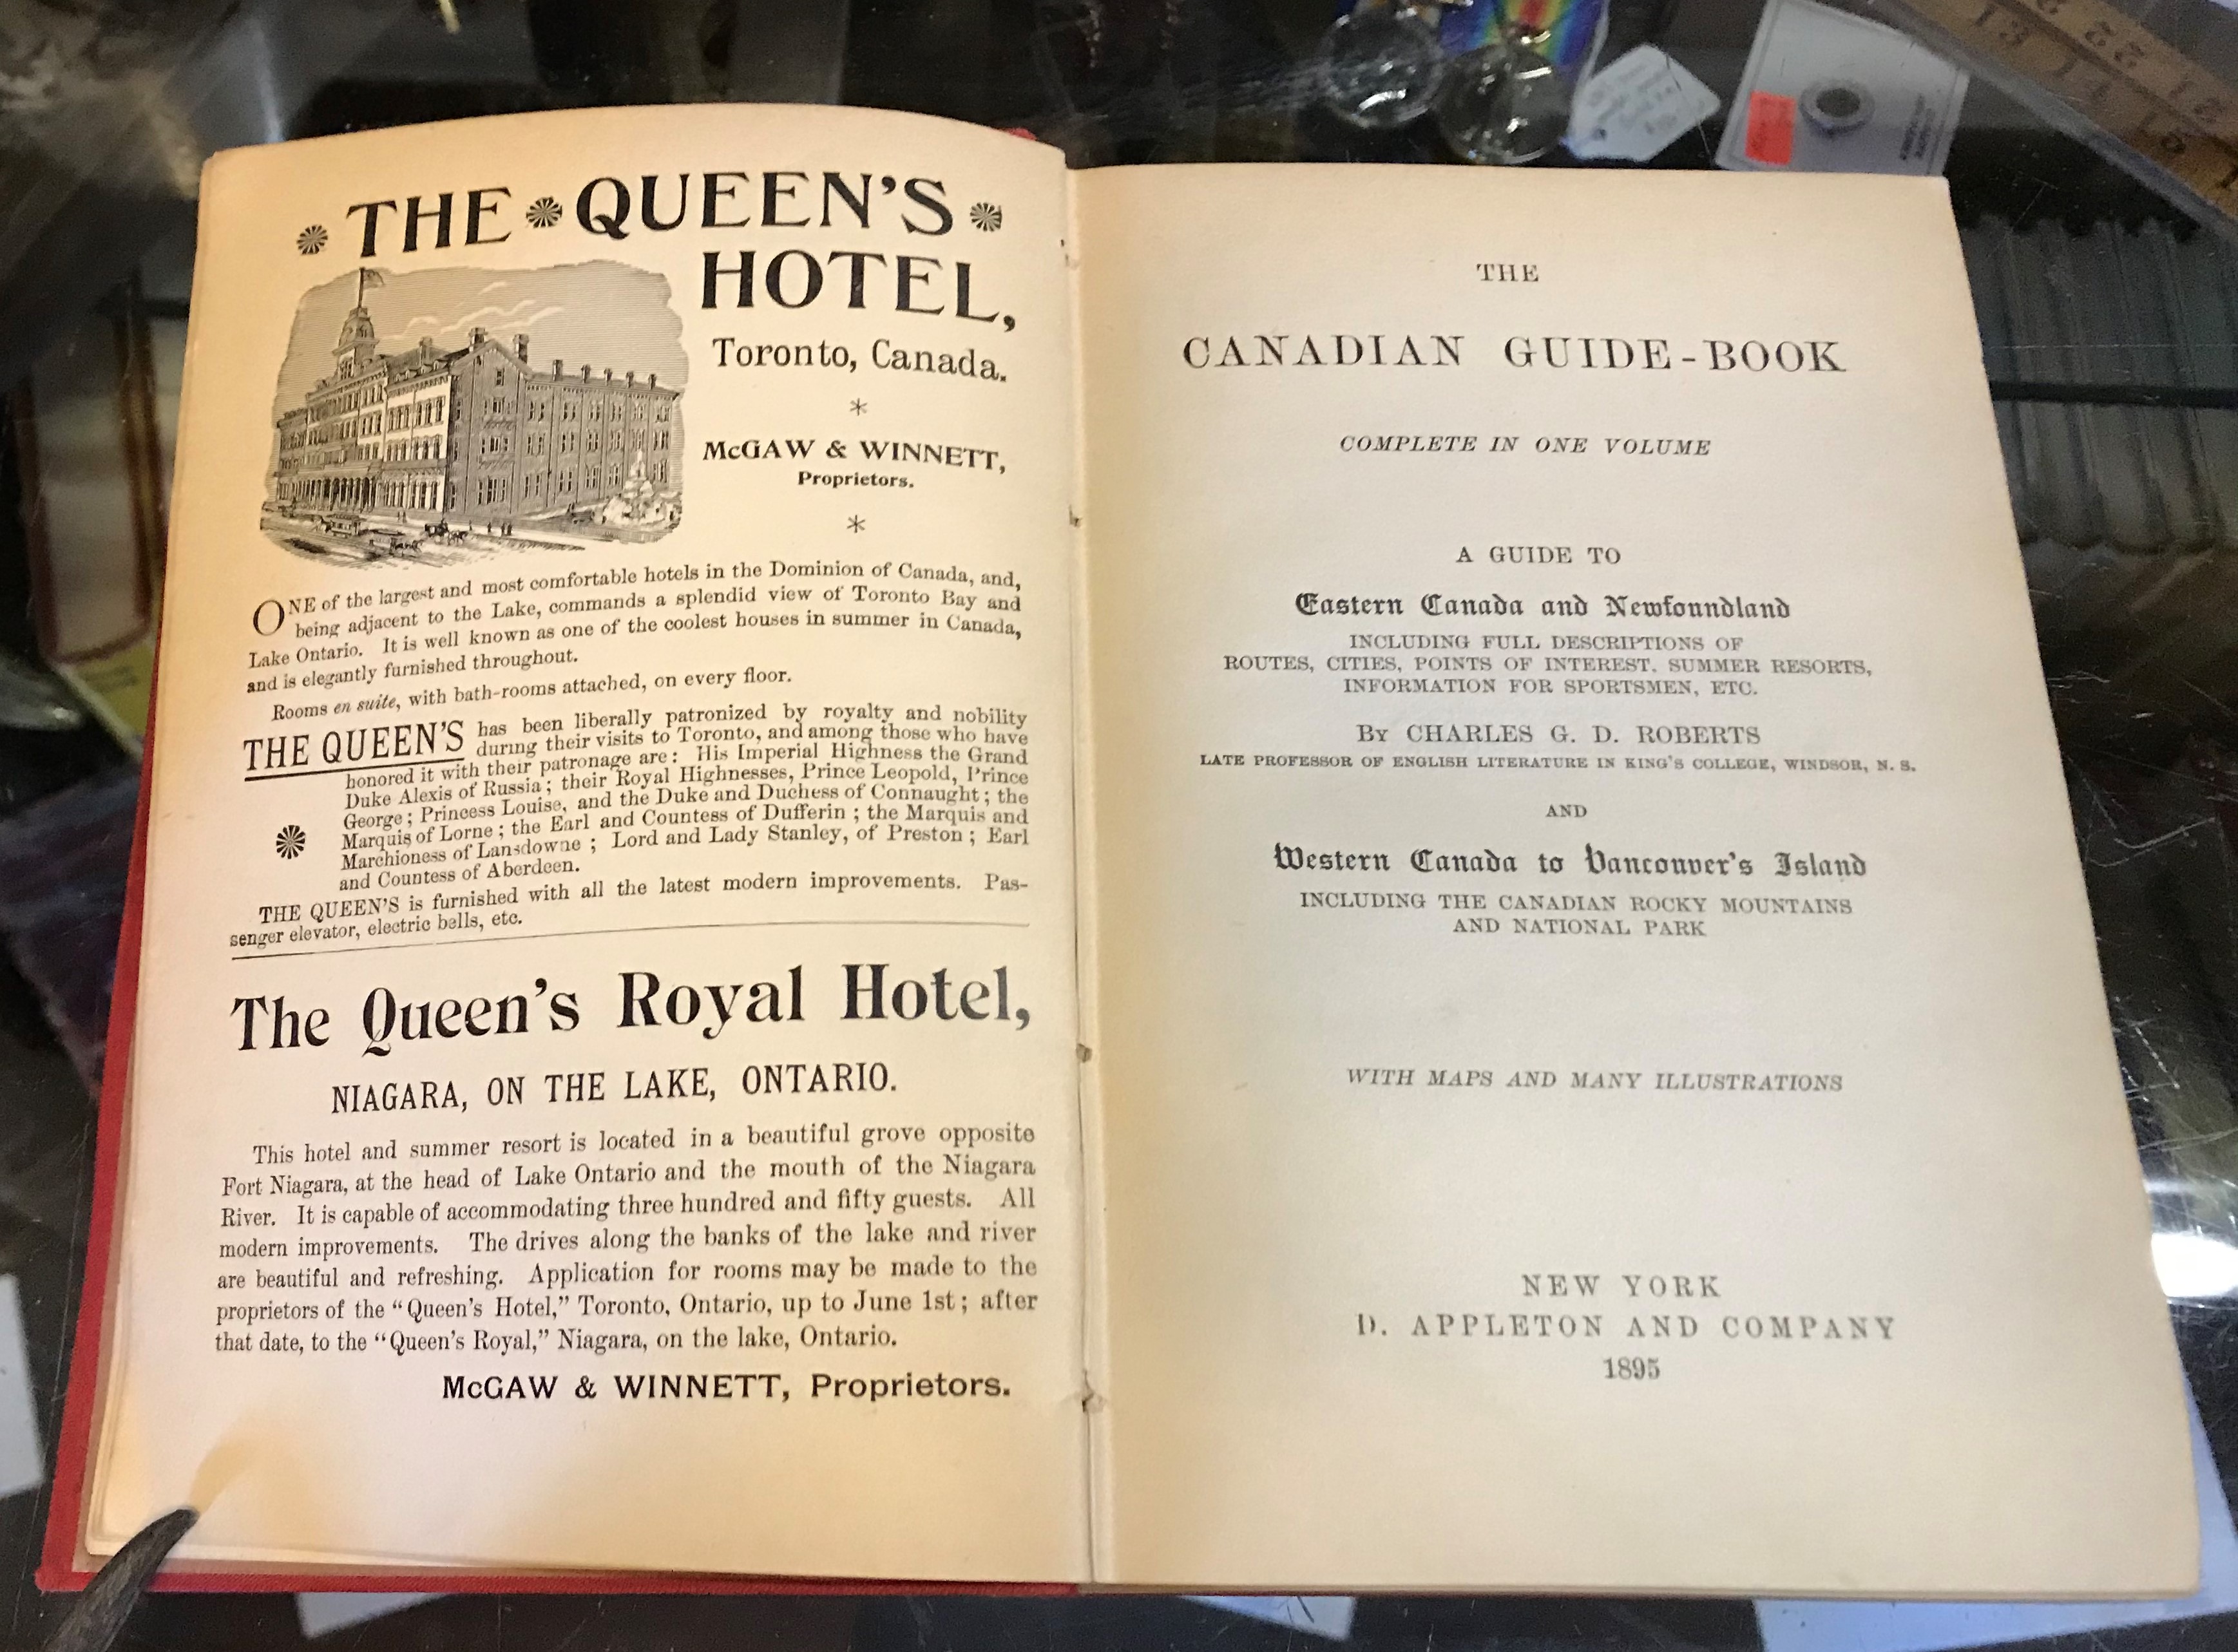 THE QUEEN'S
HOTEL,
Toronto, Canada.
*
McGAW & WINNETT,
Proprietors.
*
ONE of the largest and most comfortable hotels in the Dominion of Canada, and,
being adjacent to the Lake, commands a splendid view of Toronto Bay and
Lake Ontario. It is well known as one of the coolest houses in summer in Canada,
and is elegantly furnished throughout.
Rooms en suite, with bath-rooms attached, on every floor.
THE QUEEN'S has been liberally patronized by royalty and nobility
during their visits to Toronto, and among those who have
honored it with their patronage are: His Imperial Highness the Grand
Duke Alexis of Russia; their Royal Highnesses, Prince Leopold, Prince
George; Princess Louise, and the Duke and Duchess of Connaught; the
Marquis of Lorne; the Earl and Countess of Dufferin; the Marquis and
Marchioness of Lansdowne; Lord and Lady Stanley, of Preston; Earl
and Countess of Aberdeen.
THE QUEEN'S is furnished with all the latest modern improvements. Pas-
senger elevator, electric bells, etc.
The Queen's Royal Hotel,
NIAGARA, ON THE LAKE, ONTARIO.
This hotel and summer resort is located in a beautiful grove opposite
Fort Niagara, at the head of Lake Ontario and the mouth of the Niagara
River. It is capable of accommodating three hundred and fifty guests. All
modern improvements. The drives along the banks of the lake and river
are beautiful and refreshing. Application for rooms may be made to the
proprietors of the "Queen's Hotel," Toronto, Ontario, up to June 1st; after
that date, to the "Queen's Royal," Niagara, on the lake, Ontario.
McGAW & WINNETT, Proprietors.
THE
CANADIAN GUIDE-BOOK
COMPLETE IN ONE VOLUME
A GUIDE TO
Eastern Canada and Newfoundland
INCLUDING FULL DESCRIPTIONS OF
ROUTES, CITIES, POINTS OF INTEREST, SUMMER RESORTS,
INFORMATION FOR SPORTSMEN, ETC.
By CHARLES G. D. ROBERTS
LATE PROFESSOR OF ENGLISH LITERATURE IN KING'S COLLEGE, WINDSOR, N. S.
AND
Western Canada to Vancouver's Island
INCLUDING THE CANADIAN ROCKY MOUNTAINS
AND NATIONAL PARK
WITH MAPS AND MANY ILLUSTRATIONS
NEW YORK
D. APPLETON AND COMPANY
1895